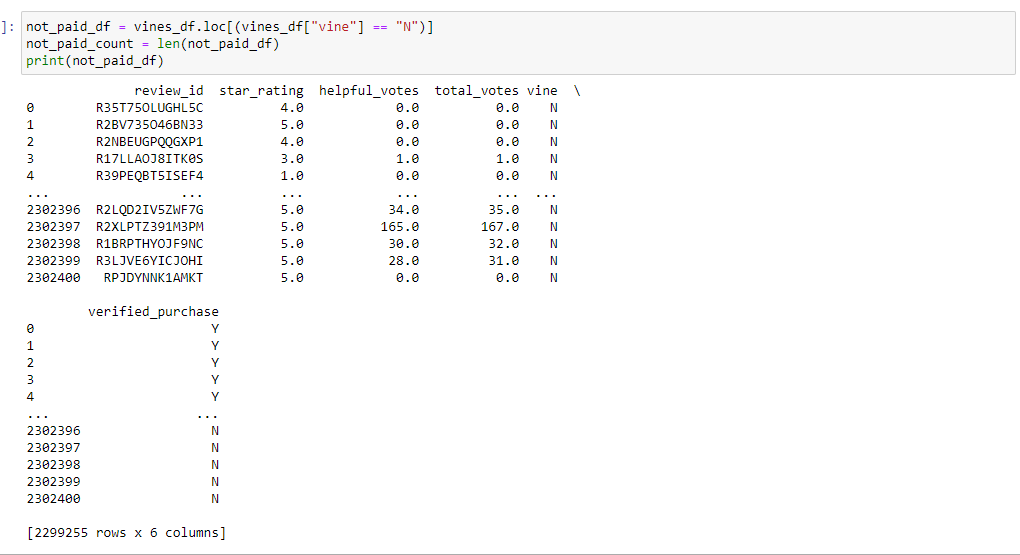 ]: not_paid_df = vines_df.loc[(vines_df["vine"] == "N")]
not_paid_count = len(not_paid_df)
print(not_paid_df)
review_id star_rating helpful_votes total_votes vine \
0 R35T75OLUGHL5C 4.0 0.0 0.0 N
1 R2BV735O46BN33 5.0 0.0 0.0 N
2 R2NBEUGPQQGXP1 4.0 0.0 0.0 N
3 R17LLAOJ8ITK0S 3.0 1.0 1.0 N
4 R39PEQBT5ISEF4 1.0 0.0 0.0 N
... ... ... ... ... ...
2302396 R2LQD2IV5ZWF7G 5.0 34.0 35.0 N
2302397 R2XLPTZ391M3PM 5.0 165.0 167.0 N
2302398 R1BRPTHYOJF9NC 5.0 30.0 32.0 N
2302399 R3LJVE6YICJOHI 5.0 28.0 31.0 N
2302400 RPJDYNNK1AMKT 5.0 0.0 0.0 N
verified_purchase
0 Y
1 Y
2 Y
3 Y
4 Y
... ...
2302396 N
2302397 N
2302398 N
2302399 N
2302400 N
[2299255 rows x 6 columns]